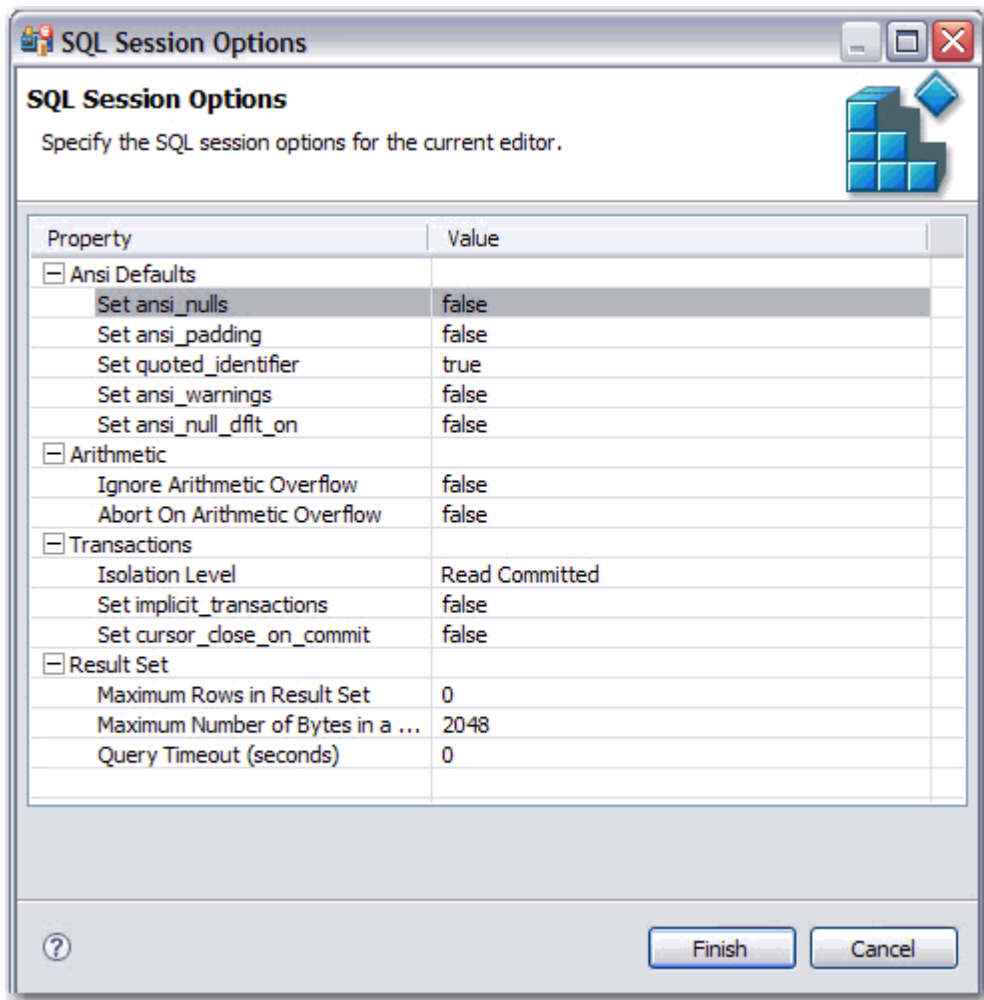 SQL Session Options
SQL Session Options
Specify the SQL session options for the current editor.
Property Value
Ansi Defaults
Set ansi_nulls false
Set ansi_padding false
Set quoted_identifier true
Set ansi_warnings false
Set ansi_null_dflt_on false
Arithmetic
Ignore Arithmetic Overflow false
Abort On Arithmetic Overflow false
Transactions
Isolation Level Read Committed
Set implicit_transactions false
Set cursor_close_on_commit false
Result Set
Maximum Rows in Result Set 0
Maximum Number of Bytes in a ... 2048
Query Timeout (seconds) 0
? Finish Cancel